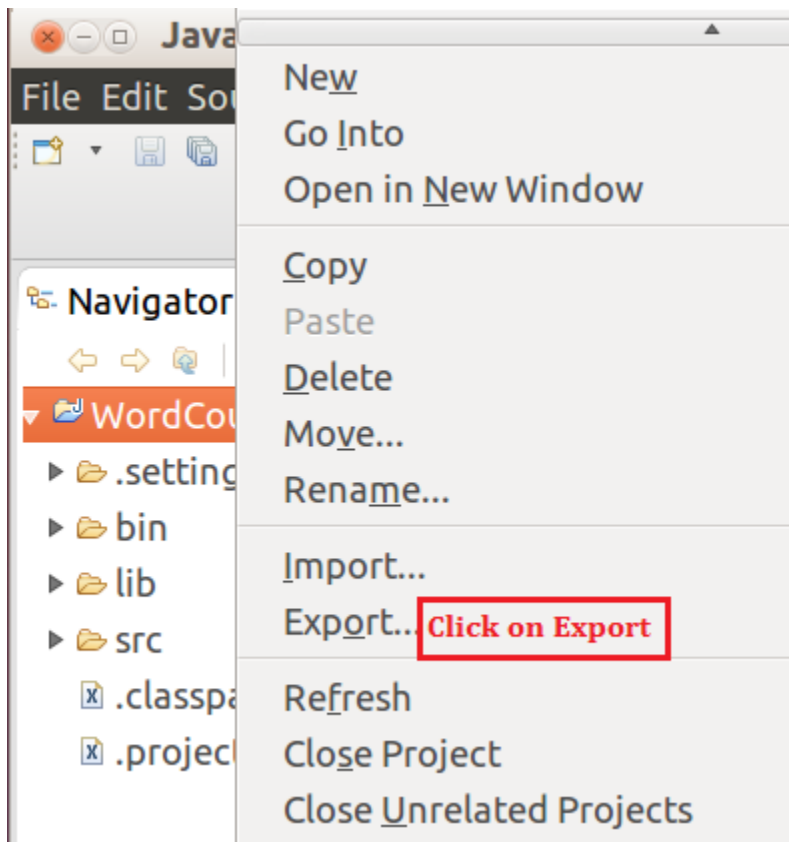 Java
File Edit Sou
New
Go Into
Open in New Window
Navigator
Copy
Paste
Delete
Move...
Rename...
WordCou
.setting
bin
lib
src
.classpa
.project
Import...
Export...
Click on Export
Refresh
Close Project
Close Unrelated Projects